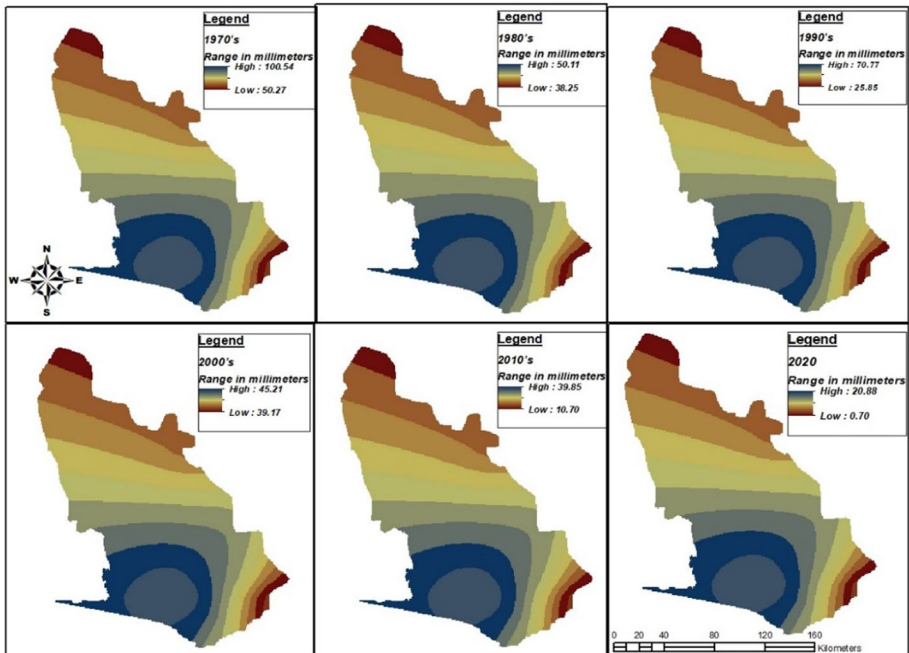 Legend
1970's
Range in millimeters
High : 100.54
Low : 50.27
Legend
1980's
Range in millimeters
High : 50.11
Low : 38.25
Legend
1990's
Range in millimeters
High : 70.77
Low : 25.85
N
W E
S
Legend
2000's
Range in millimeters
High : 45.21
Low : 39.17
Legend
2010's
Range in millimeters
High : 39.85
Low : 10.70
Legend
2020
Range in millimeters
High : 20.88
Low : 0.70
0 20 40 80 120 160
Kilometers